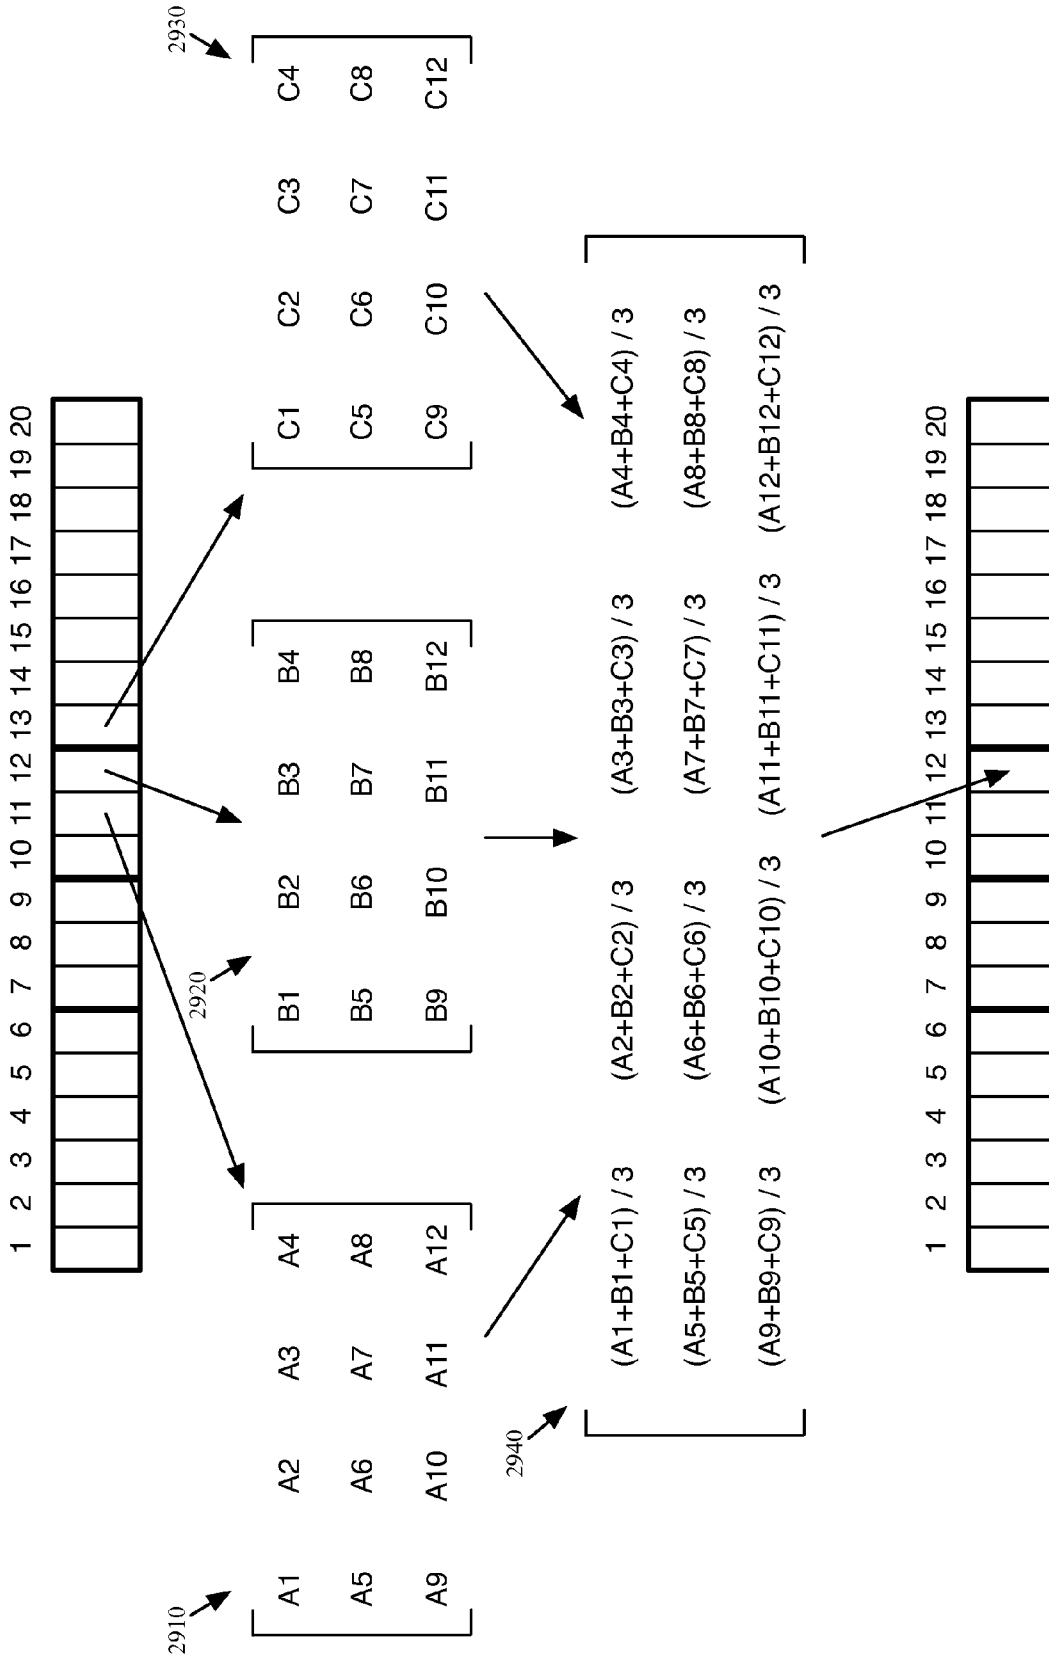 1 2 3 4 5 6 7 8 9 10 11 12 13 14 15 16 17 18 19 20
2910
2920
2930
A1 A2 A3 A4
A5 A6 A7 A8
A9 A10 A11 A12
B1 B2 B3 B4
B5 B6 B7 B8
B9 B10 B11 B12
C1 C2 C3 C4
C5 C6 C7 C8
C9 C10 C11 C12
2940
(A1+B1+C1) / 3 (A2+B2+C2) / 3 (A3+B3+C3) / 3 (A4+B4+C4) / 3
(A5+B5+C5) / 3 (A6+B6+C6) / 3 (A7+B7+C7) / 3 (A8+B8+C8) / 3
(A9+B9+C9) / 3 (A10+B10+C10) / 3 (A11+B11+C11) / 3 (A12+B12+C12) / 3
1 2 3 4 5 6 7 8 9 10 11 12 13 14 15 16 17 18 19 20